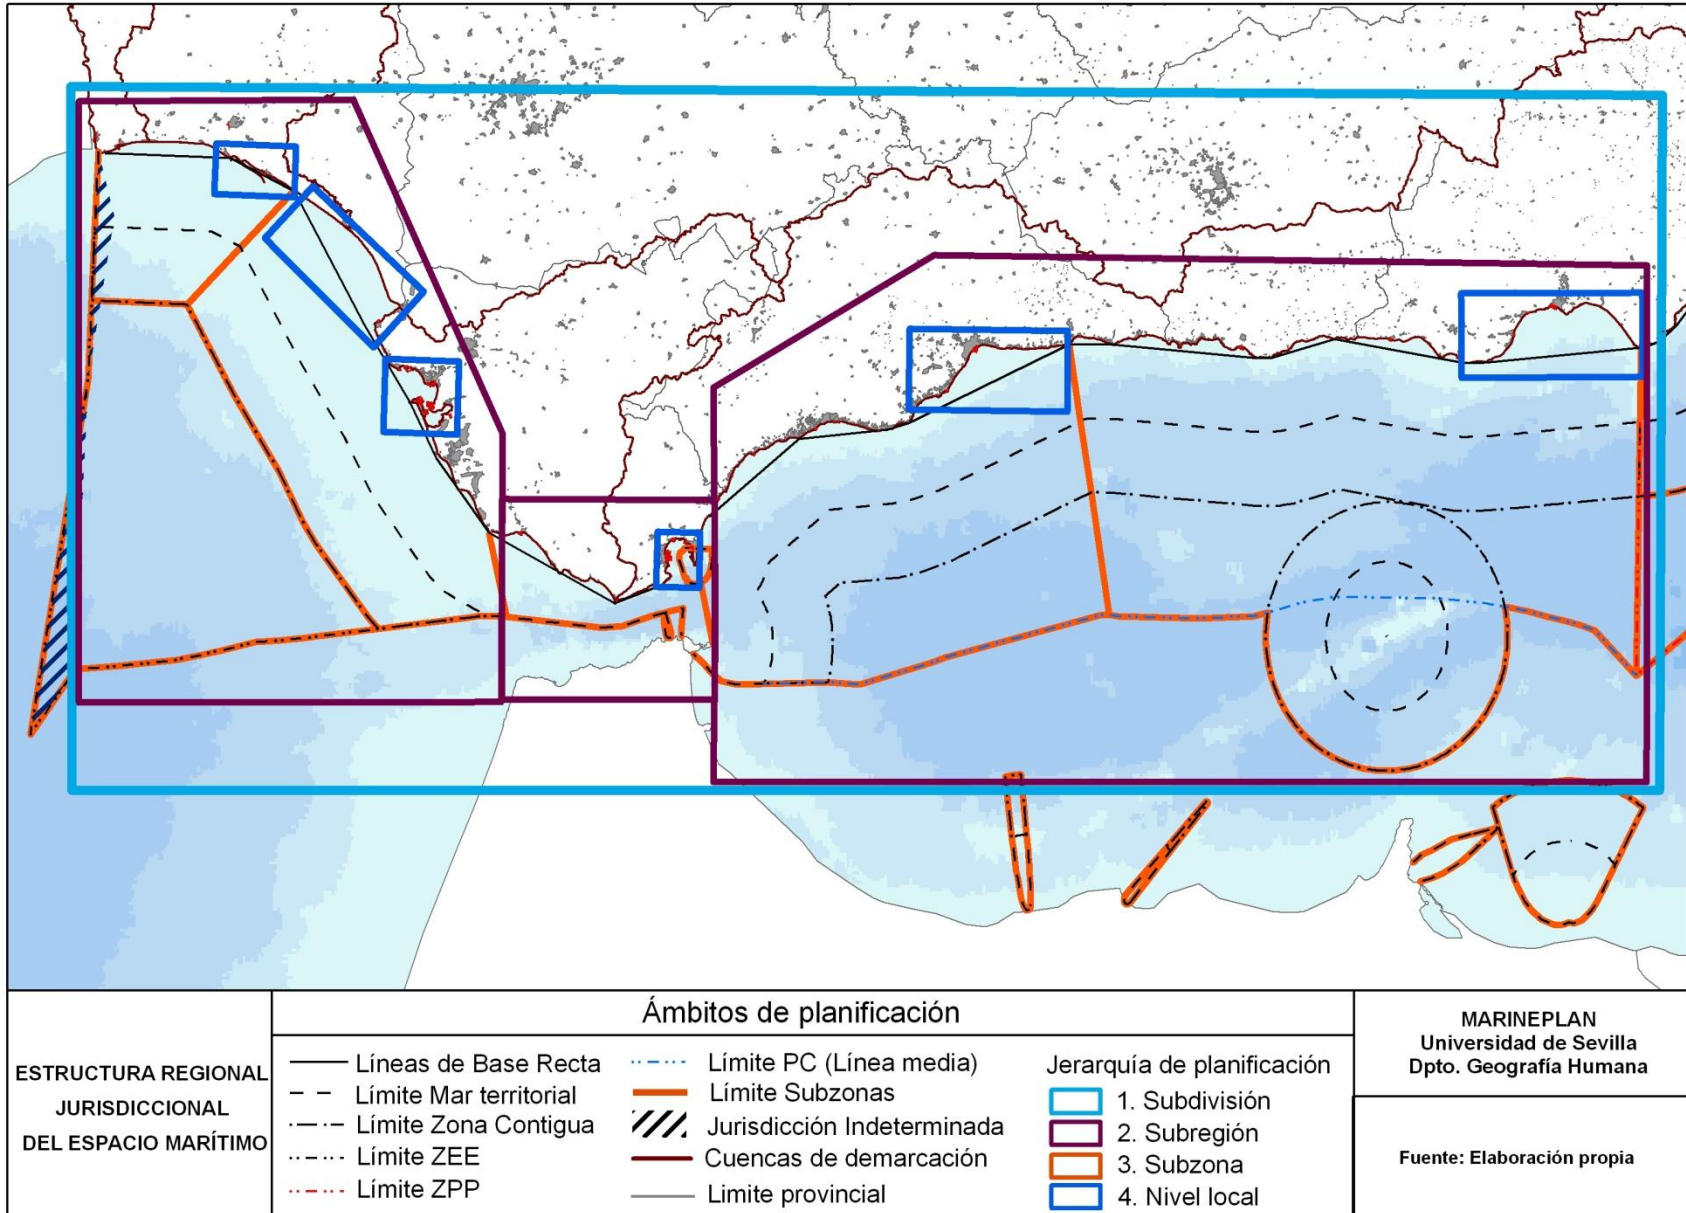 ESTRUCTURA REGIONAL
JURISDICCIONAL
DEL ESPACIO MARÍTIMO
Ámbitos de planificación
Líneas de Base Recta
Límite Mar territorial
Límite Zona Contigua
Límite ZEE
Límite ZPP
Límite PC (Línea media)
Límite Subzonas
Jurisdicción Indeterminada
Cuencas de demarcación
Limite provincial
Jerarquía de planificación
1. Subdivisión
2. Subregión
3. Subzona
4. Nivel local
MARINEPLAN
Universidad de Sevilla
Dpto. Geografía Humana
Fuente: Elaboración propia